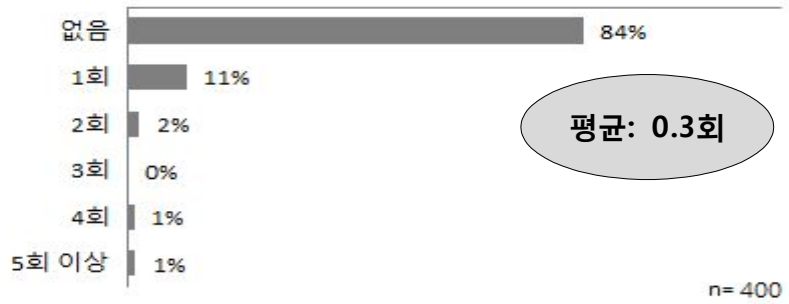 없음 84%
1회 11%
2회 2%
평균: 0.3회
3회 0%
4회 1%
5회 이상 1%
n= 400